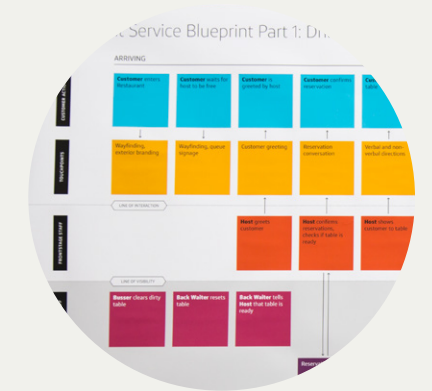 t Service Blueprint Part 1:
ARRIVING
CUSTOMER
Customer enters
Restaurant
Customer waits for
host to be free
Customer is
greeted by host
Customer confirms
reservation
table
TOUCHPOINTS
Wayfinding,
exterior branding
Wayfinding, queue
signage
Customer greeting
Reservation
conversation
Verbal and non-
verbal directions
LINE OF INTERACTION
FRONTSTAGE STAFF
Host greets
customer
Host confirms
reservations,
checks if table is
ready
Host shows
customer to table
LINE OF VISIBILITY
Busser clears dirty
table
Back Waiter resets
table
Back Waiter tells
Host that table is
ready